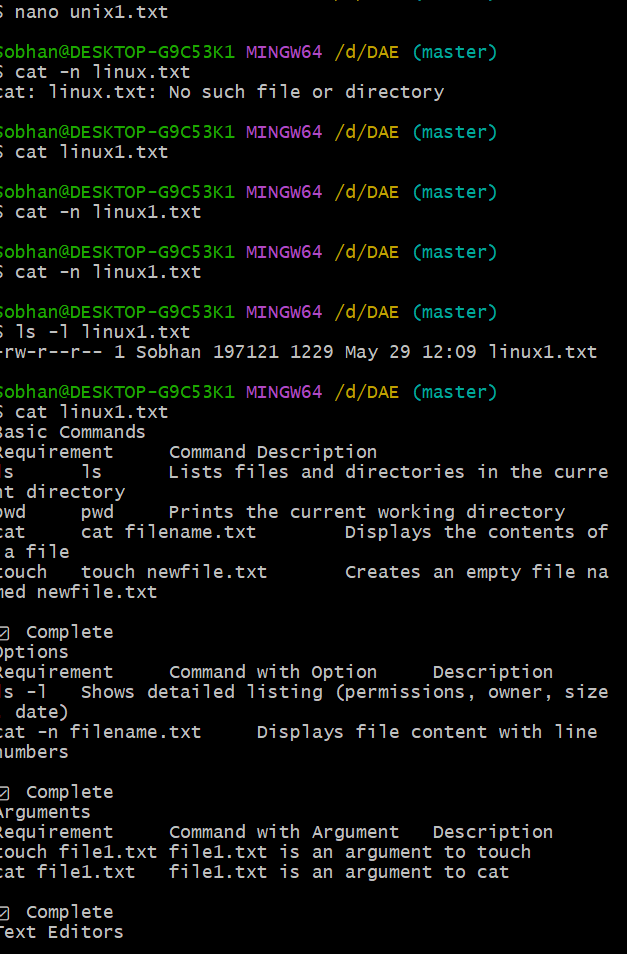 $ nano unix1.txt
Sobhan@DESKTOP-G9C53K1 MINGW64 /d/DAE (master)
$ cat -n linux.txt
cat: linux.txt: No such file or directory
Sobhan@DESKTOP-G9C53K1 MINGW64 /d/DAE (master)
$ cat linux1.txt
Sobhan@DESKTOP-G9C53K1 MINGW64 /d/DAE (master)
$ cat -n linux1.txt
Sobhan@DESKTOP-G9C53K1 MINGW64 /d/DAE (master)
$ cat -n linux1.txt
Sobhan@DESKTOP-G9C53K1 MINGW64 /d/DAE (master)
$ ls -l linux1.txt
-rw-r--r-- 1 Sobhan 197121 1229 May 29 12:09 linux1.txt
Sobhan@DESKTOP-G9C53K1 MINGW64 /d/DAE (master)
$ cat linux1.txt
Basic Commands
Requirement     Command Description
ls      ls      Lists files and directories in the curre
nt directory
pwd     pwd     Prints the current working directory
cat     cat filename.txt        Displays the contents of
 a file
touch   touch newfile.txt       Creates an empty file na
med newfile.txt
☑ Complete
Options
Requirement     Command with Option     Description
ls -l   Shows detailed listing (permissions, owner, size
, date)
cat -n filename.txt     Displays file content with line
numbers
☑ Complete
Arguments
Requirement     Command with Argument   Description
touch file1.txt file1.txt is an argument to touch
cat file1.txt   file1.txt is an argument to cat
☑ Complete
Text Editors